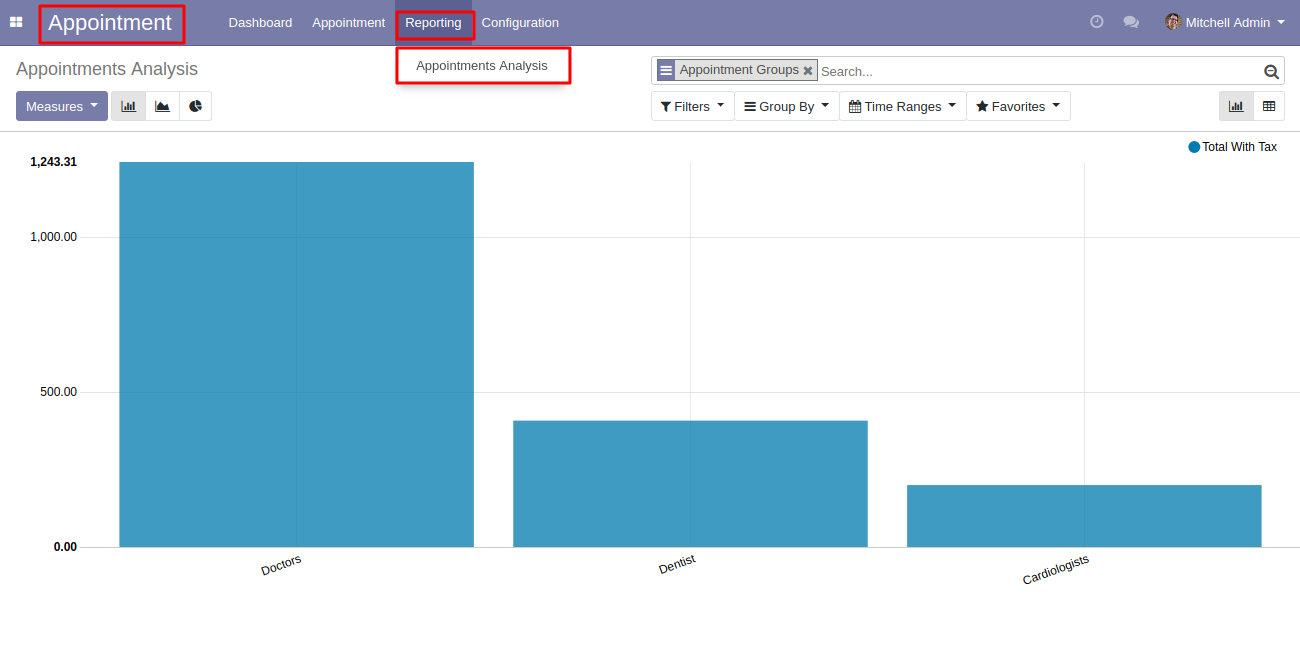 Appointment Dashboard Appointment Reporting Configuration Mitchell Admin
Appointments Analysis
Appointments Analysis
Appointment Groups Search...
Measures Filters Group By Time Ranges Favorites
Total With Tax
1,243.31
1,000.00
500.00
0.00
Doctors Dentist Cardiologists